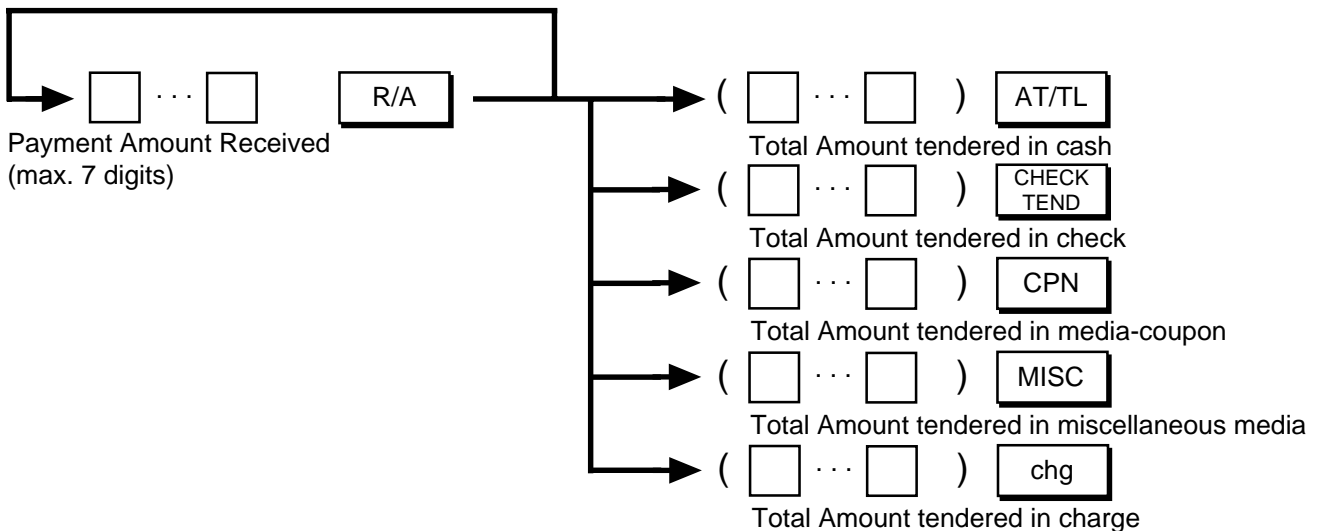 · · · R/A ( · · · ) AT/TL
Payment Amount Received
(max. 7 digits)
Total Amount tendered in cash
( · · · ) CHECK
TEND
Total Amount tendered in check
( · · · ) CPN
Total Amount tendered in media-coupon
( · · · ) MISC
Total Amount tendered in miscellaneous media
( · · · ) chg
Total Amount tendered in charge